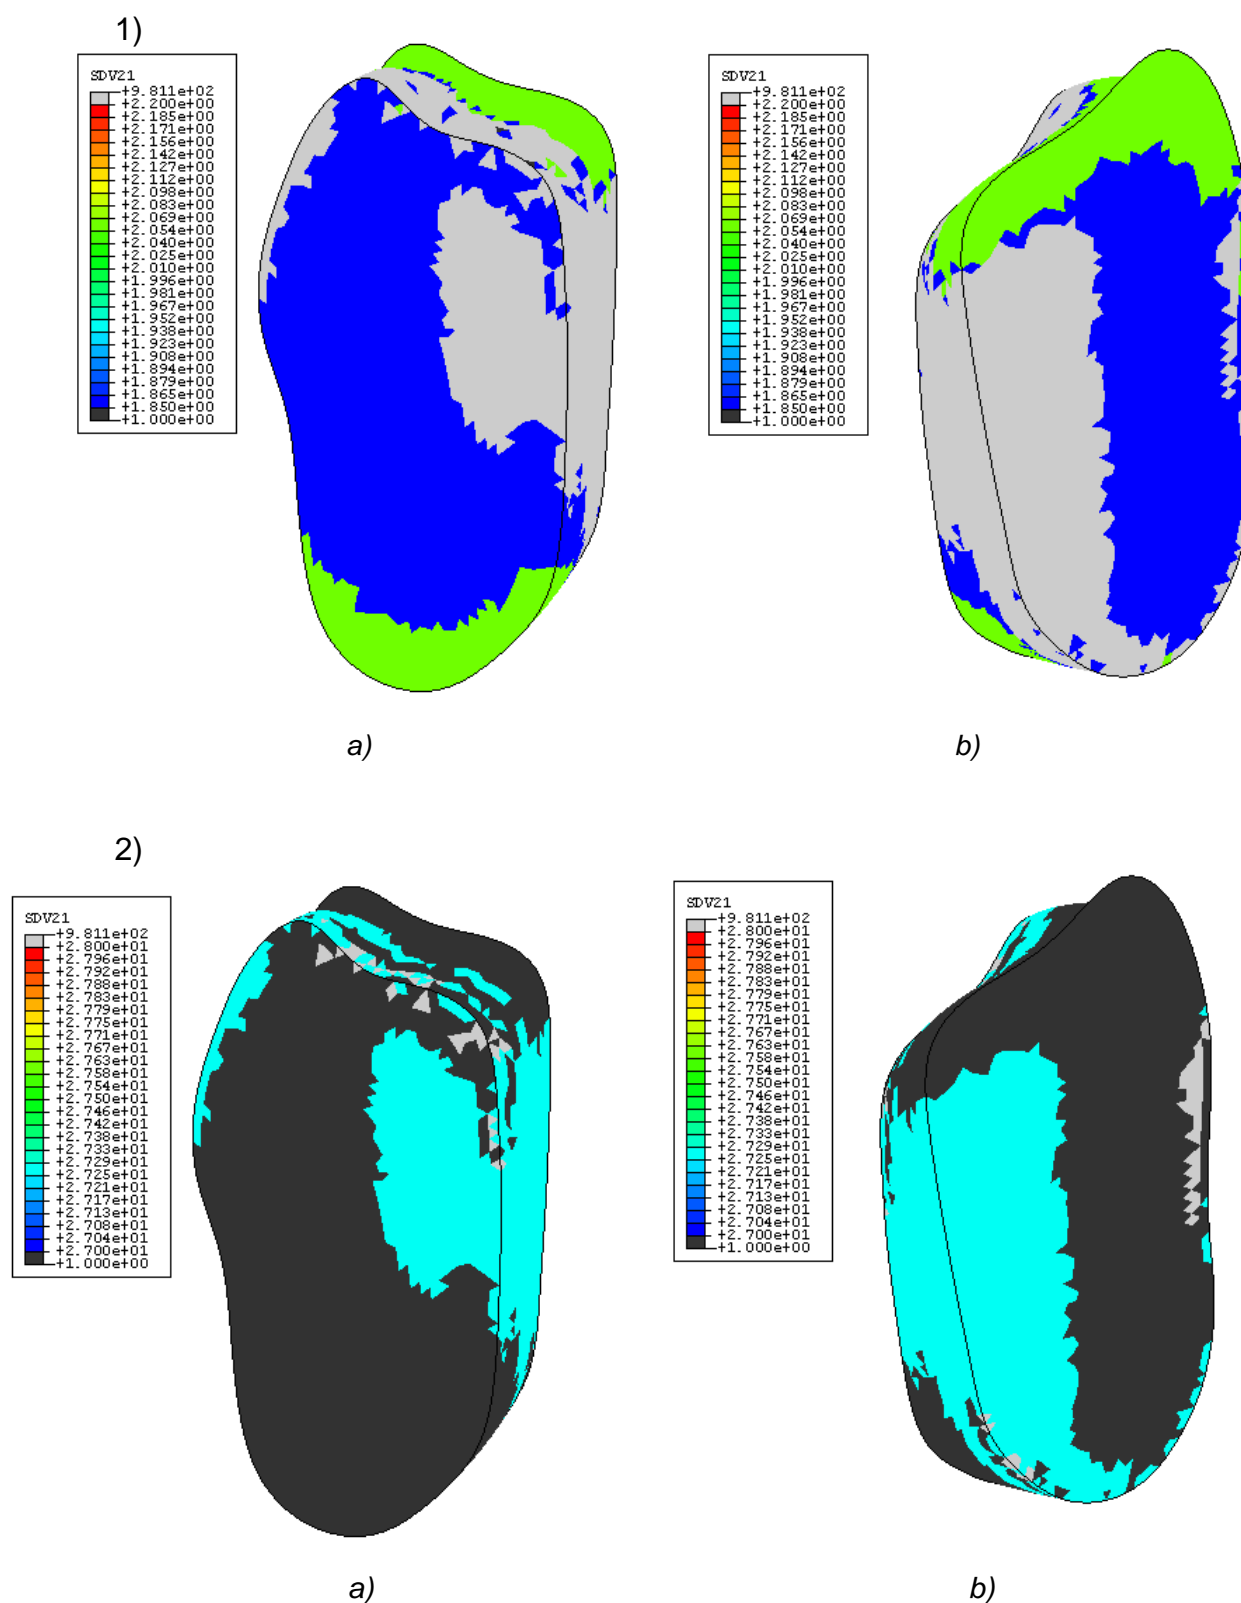 1)
SDV21
+9.811e+02
+2.200e+00
+2.185e+00
+2.171e+00
+2.156e+00
+2.142e+00
+2.127e+00
+2.112e+00
+2.098e+00
+2.083e+00
+2.069e+00
+2.054e+00
+2.040e+00
+2.025e+00
+2.010e+00
+1.996e+00
+1.981e+00
+1.967e+00
+1.952e+00
+1.938e+00
+1.923e+00
+1.908e+00
+1.894e+00
+1.879e+00
+1.865e+00
+1.850e+00
+1.000e+00
SDV21
+9.811e+02
+2.200e+00
+2.185e+00
+2.171e+00
+2.156e+00
+2.142e+00
+2.127e+00
+2.112e+00
+2.098e+00
+2.083e+00
+2.069e+00
+2.054e+00
+2.040e+00
+2.025e+00
+2.010e+00
+1.996e+00
+1.981e+00
+1.967e+00
+1.952e+00
+1.938e+00
+1.923e+00
+1.908e+00
+1.894e+00
+1.879e+00
+1.865e+00
+1.850e+00
+1.000e+00
a)
b)
2)
SDV21
+9.811e+02
+2.800e+01
+2.796e+01
+2.792e+01
+2.788e+01
+2.783e+01
+2.779e+01
+2.775e+01
+2.771e+01
+2.767e+01
+2.763e+01
+2.758e+01
+2.754e+01
+2.750e+01
+2.746e+01
+2.742e+01
+2.738e+01
+2.733e+01
+2.729e+01
+2.725e+01
+2.721e+01
+2.717e+01
+2.713e+01
+2.708e+01
+2.704e+01
+2.700e+01
+1.000e+00
SDV21
+9.811e+02
+2.800e+01
+2.796e+01
+2.792e+01
+2.788e+01
+2.783e+01
+2.779e+01
+2.775e+01
+2.771e+01
+2.767e+01
+2.763e+01
+2.758e+01
+2.754e+01
+2.750e+01
+2.746e+01
+2.742e+01
+2.738e+01
+2.733e+01
+2.729e+01
+2.725e+01
+2.721e+01
+2.717e+01
+2.713e+01
+2.708e+01
+2.704e+01
+2.700e+01
+1.000e+00
a)
b)